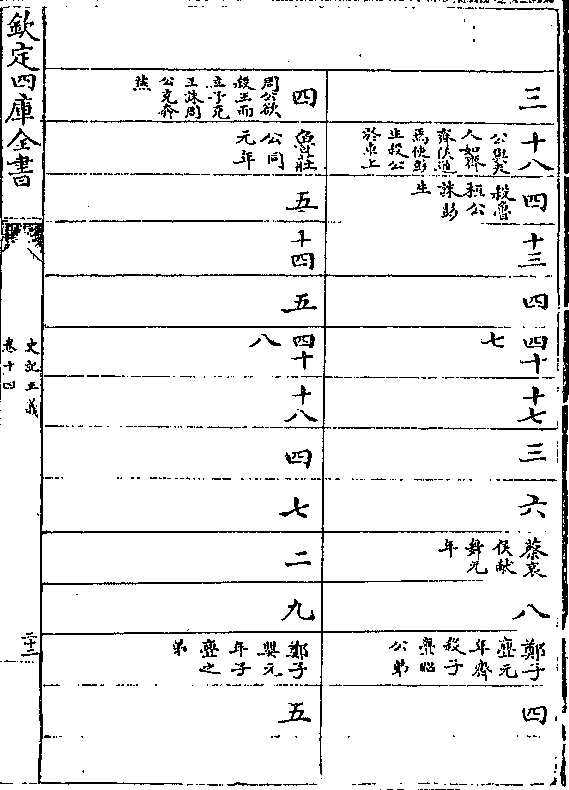 三
十八
公與夫
人如齊
齊侯通
焉使彭
生殺公
於車上
四
殺魯
桓公
誅彭
生
十三
四
四十
七
十七
三
六
蔡哀
侯獻
舞元
年
八
鄭子
亹元
年齊
殺子
亹昭
公弟
四
四
周公欲
殺王而
立子克
王誅周
公克奔
燕
魯莊
公同
元年
五
十四
五
四十
八
十八
四
七
二
九
鄭子
嬰元
年子
亹之
弟
五
欽定四庫全書
史記正義
卷十四